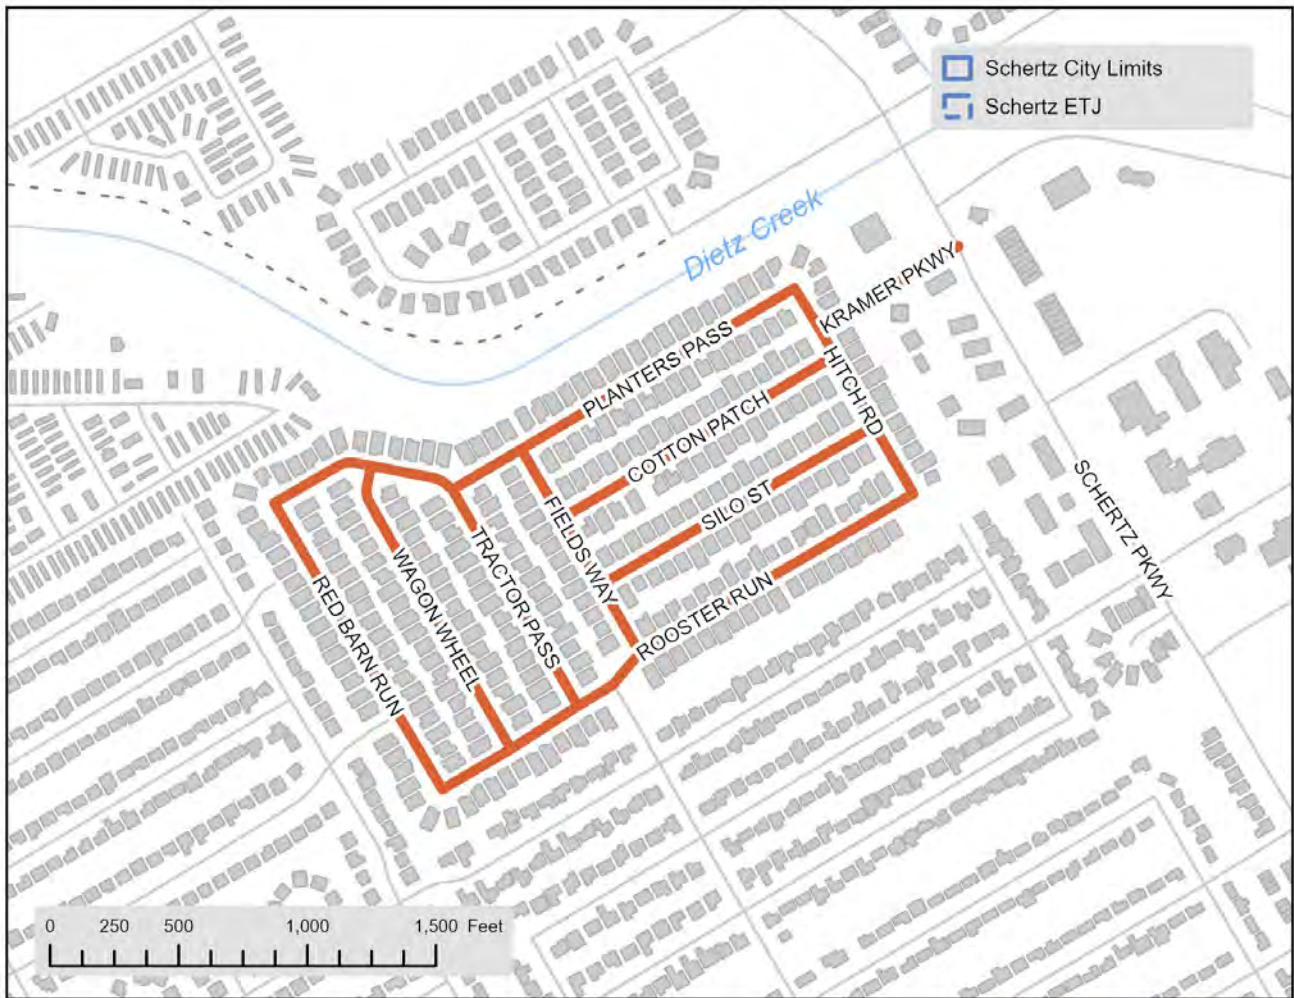 Schertz City Limits
Schertz ETJ
Dietz Creek
KRAMER PKWY
PLANTERS PASS
HITCH RD
COTTON PATCH
SILO ST
FIELDS WAY
SCHERTZ PKWY
TRACTOR PASS
WAGON WHEEL
RED BARN RUN
ROOSTER RUN
0 250 500 1,000 1,500 Feet